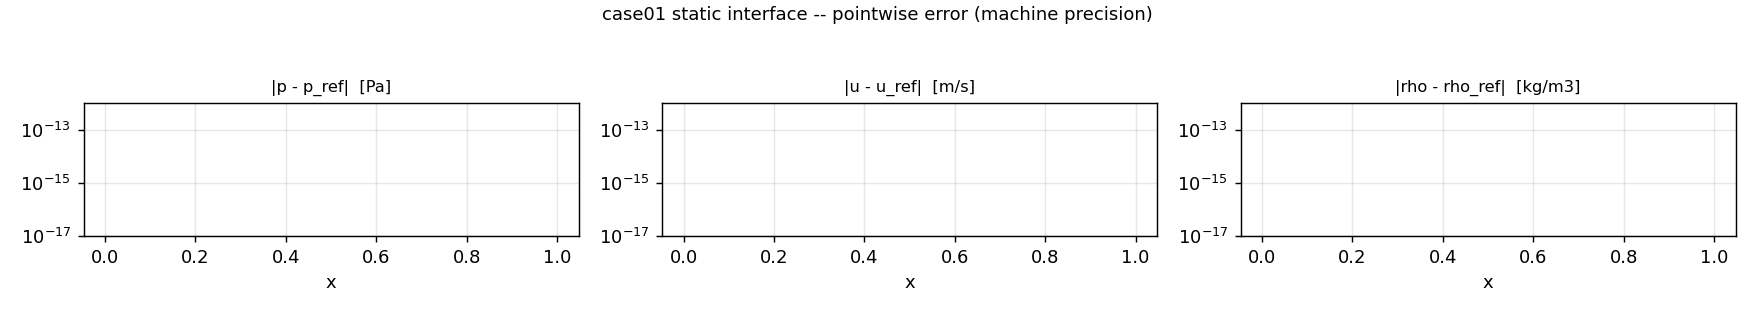 case01 static interface -- pointwise error (machine precision)
|p - p_ref|  [Pa]
10⁻¹³
10⁻¹⁵
10⁻¹⁷
0.0 0.2 0.4 0.6 0.8 1.0
x
|u - u_ref|  [m/s]
10⁻¹³
10⁻¹⁵
10⁻¹⁷
0.0 0.2 0.4 0.6 0.8 1.0
x
|rho - rho_ref|  [kg/m3]
10⁻¹³
10⁻¹⁵
10⁻¹⁷
0.0 0.2 0.4 0.6 0.8 1.0
x